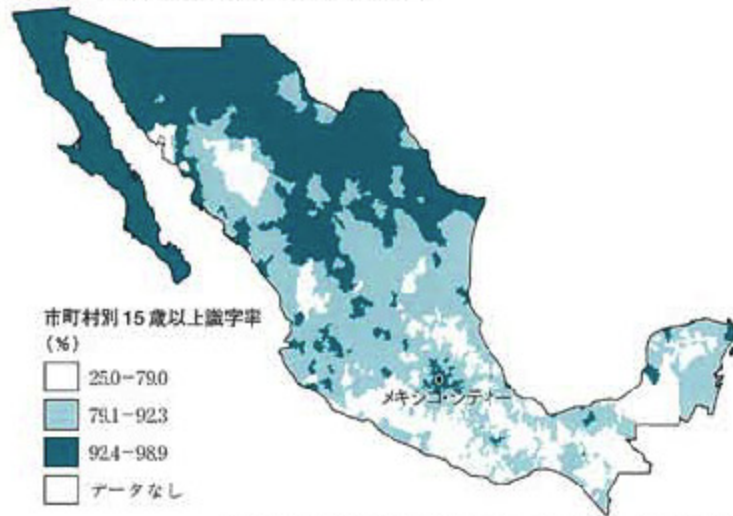 市町村別15歳以上識字率
(%)
25.0-79.0
79.1-92.3
92.4-98.9
データなし
メキシコ・シティー